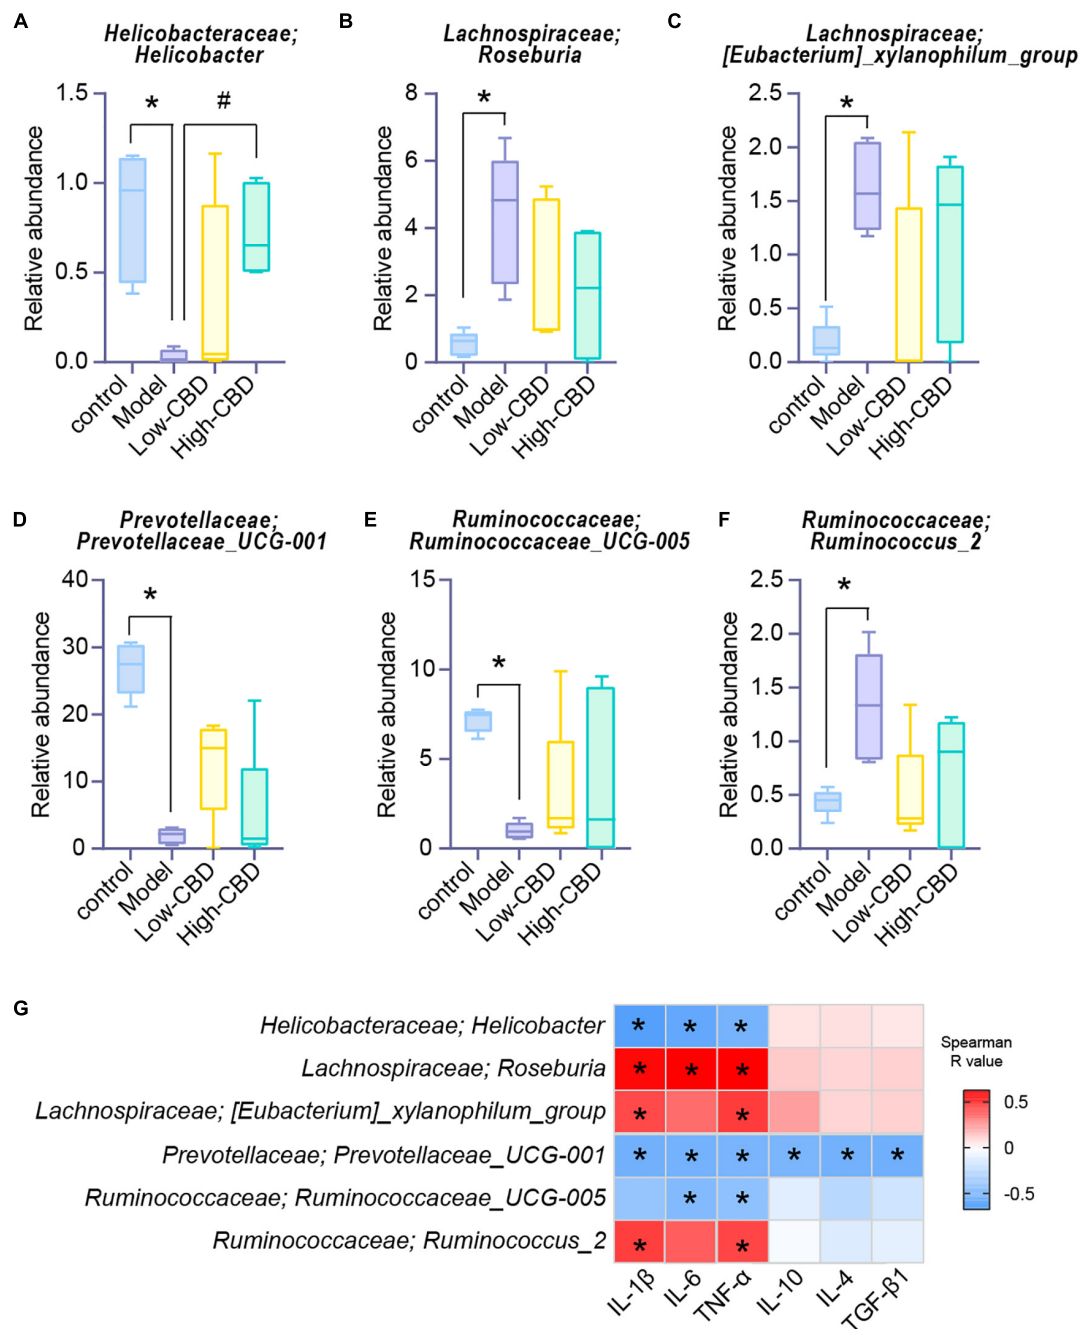 A
Helicobacteraceae;
Helicobacter
Relative abundance
1.5
1.0
0.5
0.0
*
#
control
Model
Low-CBD
High-CBD
B
Lachnospiraceae;
Roseburia
Relative abundance
8
6
4
2
0
*
control
Model
Low-CBD
High-CBD
C
Lachnospiraceae;
[Eubacterium]_xylanophilum_group
Relative abundance
2.5
2.0
1.5
1.0
0.5
0.0
*
control
Model
Low-CBD
High-CBD
D
Prevotellaceae;
Prevotellaceae_UCG-001
Relative abundance
40
30
20
10
0
*
control
Model
Low-CBD
High-CBD
E
Ruminococcaceae;
Ruminococcaceae_UCG-005
Relative abundance
15
10
5
0
*
control
Model
Low-CBD
High-CBD
F
Ruminococcaceae;
Ruminococcus_2
Relative abundance
2.5
2.0
1.5
1.0
0.5
0.0
*
control
Model
Low-CBD
High-CBD
G
Helicobacteraceae; Helicobacter * * *
Lachnospiraceae; Roseburia * * *
Lachnospiraceae; [Eubacterium]_xylanophilum_group * *
Prevotellaceae; Prevotellaceae_UCG-001 * * * * * *
Ruminococcaceae; Ruminococcaceae_UCG-005 * *
Ruminococcaceae; Ruminococcus_2 * *
IL-1β
IL-6
TNF-α
IL-10
IL-4
TGF-β1
Spearman
R value
0.5
0
-0.5